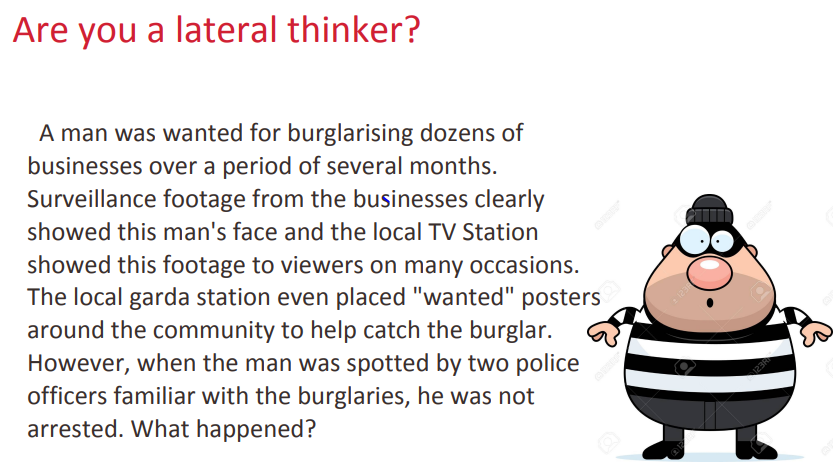 Are you a lateral thinker?
A man was wanted for burglarising dozens of
businesses over a period of several months.
Surveillance footage from the businesses clearly
showed this man's face and the local TV Station
showed this footage to viewers on many occasions.
The local garda station even placed "wanted" posters
around the community to help catch the burglar.
However, when the man was spotted by two police
officers familiar with the burglaries, he was not
arrested. What happened?